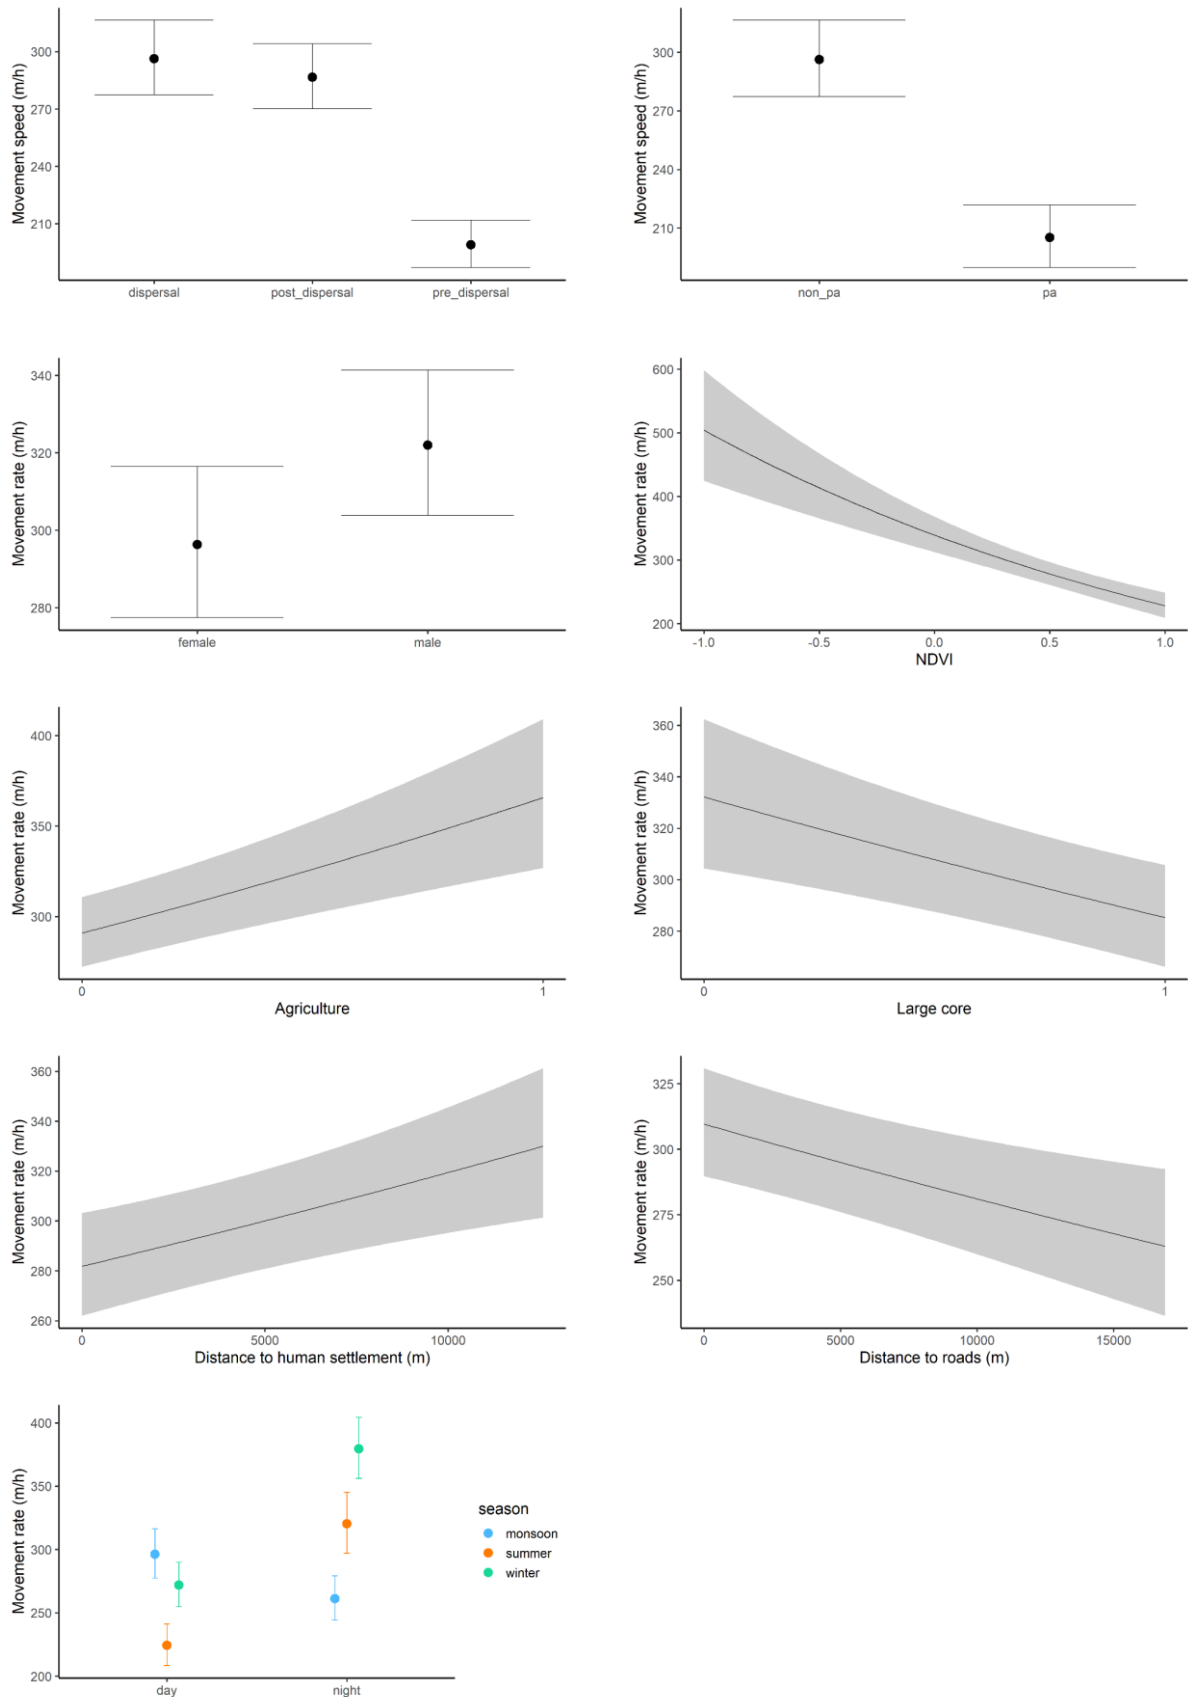 Movement speed (m/h)
300
270
240
210
dispersal post_dispersal pre_dispersal
Movement speed (m/h)
300
270
240
210
non_pa pa
Movement rate (m/h)
340
320
300
280
female male
Movement rate (m/h)
600
500
400
300
200
-1.0 -0.5 0.0 0.5 1.0
NDVI
Movement rate (m/h)
400
350
300
0 1
Agriculture
Movement rate (m/h)
360
340
320
300
280
0 1
Large core
Movement rate (m/h)
360
340
320
300
280
260
0 5000 10000
Distance to human settlement (m)
Movement rate (m/h)
325
300
275
250
0 5000 10000 15000
Distance to roads (m)
Movement rate (m/h)
400
350
300
250
200
day night
season
monsoon
summer
winter